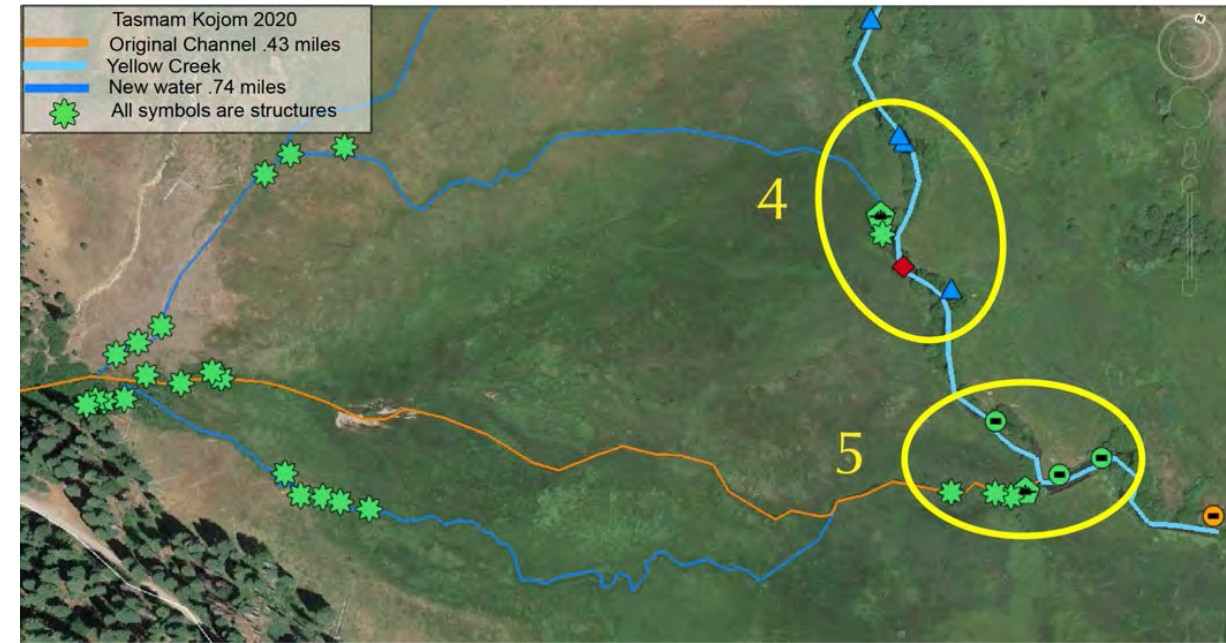 Tasmam Kojom 2020
Original Channel .43 miles
Yellow Creek
New water .74 miles
All symbols are structures
4
5
N